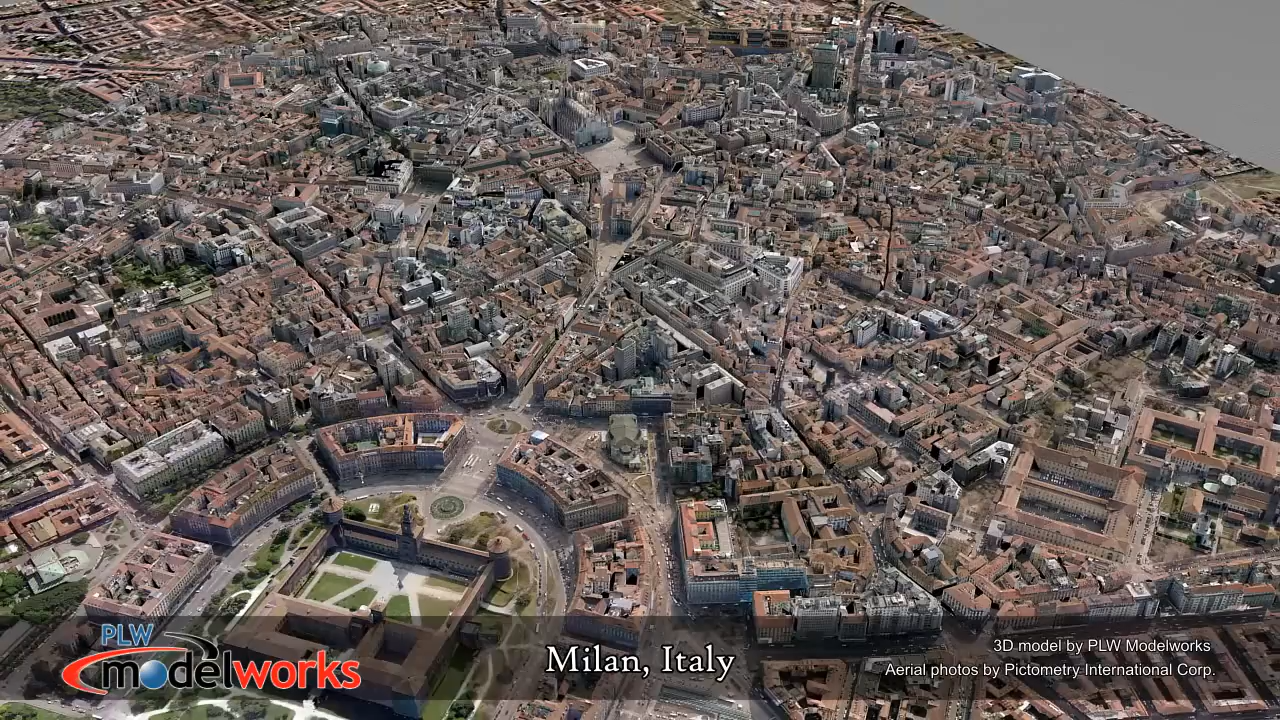 PLW
modelworks
Milan, Italy
3D model by PLW Modelworks
Aerial photos by Pictometry International Corp.